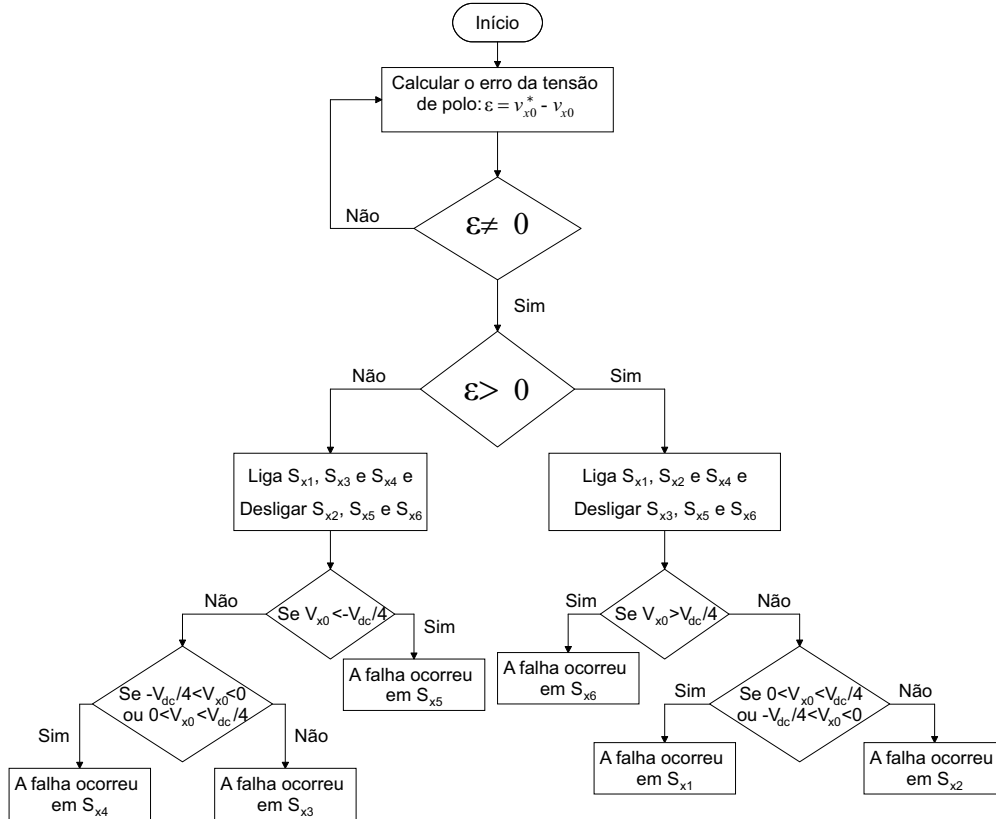 Início
Calcular o erro da tensão
de polo: ε = v*x0 - vx0
Não
ε≠ 0
Sim
Não
ε> 0
Sim
Liga Sx1, Sx3 e Sx4 e
Desligar Sx2, Sx5 e Sx6
Liga Sx1, Sx2 e Sx4 e
Desligar Sx3, Sx5 e Sx6
Não
Se Vx0 <-Vdc/4
Sim
Sim
Se Vx0>Vdc/4
Não
A falha ocorreu
em Sx5
A falha ocorreu
em Sx6
Se -Vdc/4<Vx0<0
ou 0<Vx0<Vdc/4
Sim
Não
Sim
Se 0<Vx0<Vdc/4
ou -Vdc/4<Vx0<0
Não
A falha ocorreu
em Sx4
A falha ocorreu
em Sx3
A falha ocorreu
em Sx1
A falha ocorreu
em Sx2